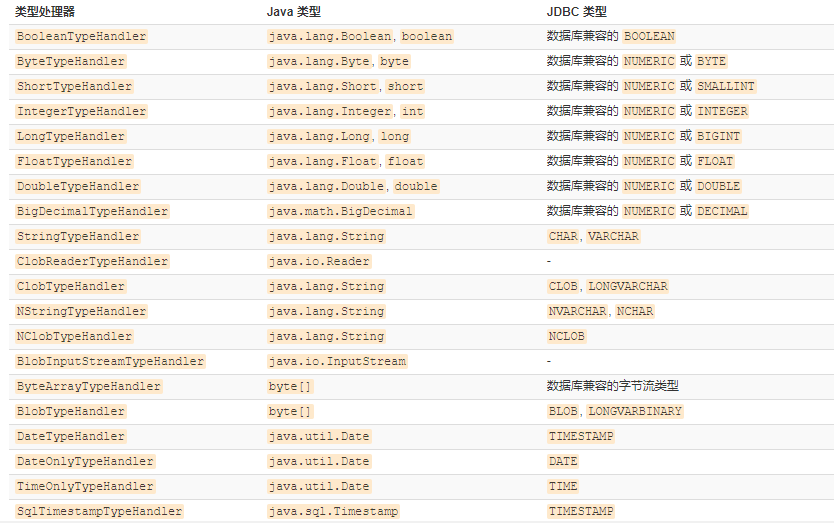 类型处理器 Java 类型 JDBC 类型
BooleanTypeHandler java.lang.Boolean, boolean 数据库兼容的 BOOLEAN
ByteTypeHandler java.lang.Byte, byte 数据库兼容的 NUMERIC 或 BYTE
ShortTypeHandler java.lang.Short, short 数据库兼容的 NUMERIC 或 SMALLINT
IntegerTypeHandler java.lang.Integer, int 数据库兼容的 NUMERIC 或 INTEGER
LongTypeHandler java.lang.Long, long 数据库兼容的 NUMERIC 或 BIGINT
FloatTypeHandler java.lang.Float, float 数据库兼容的 NUMERIC 或 FLOAT
DoubleTypeHandler java.lang.Double, double 数据库兼容的 NUMERIC 或 DOUBLE
BigDecimalTypeHandler java.math.BigDecimal 数据库兼容的 NUMERIC 或 DECIMAL
StringTypeHandler java.lang.String CHAR, VARCHAR
ClobReaderTypeHandler java.io.Reader -
ClobTypeHandler java.lang.String CLOB, LONGVARCHAR
NStringTypeHandler java.lang.String NVARCHAR, NCHAR
NClobTypeHandler java.lang.String NCLOB
BlobInputStreamTypeHandler java.io.InputStream -
ByteArrayTypeHandler byte[] 数据库兼容的字节流类型
BlobTypeHandler byte[] BLOB, LONGVARBINARY
DateTypeHandler java.util.Date TIMESTAMP
DateOnlyTypeHandler java.util.Date DATE
TimeOnlyTypeHandler java.util.Date TIME
SqlTimestampTypeHandler java.sql.Timestamp TIMESTAMP